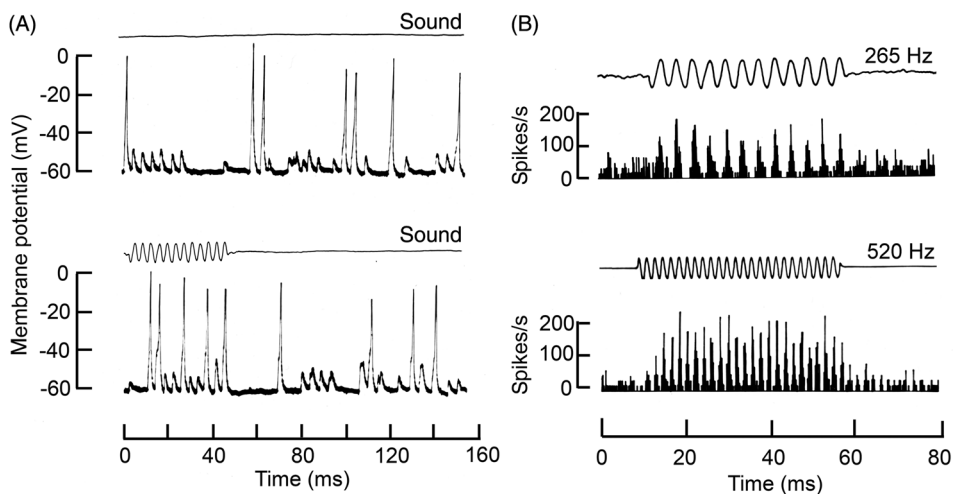 (A)
Sound
Membrane potential (mV)
0
-20
-40
-60
Sound
0
-20
-40
-60
0 40 80 120 160
Time (ms)
(B)
265 Hz
Spikes/s
200
100
0
520 Hz
Spikes/s
200
100
0
0 20 40 60 80
Time (ms)